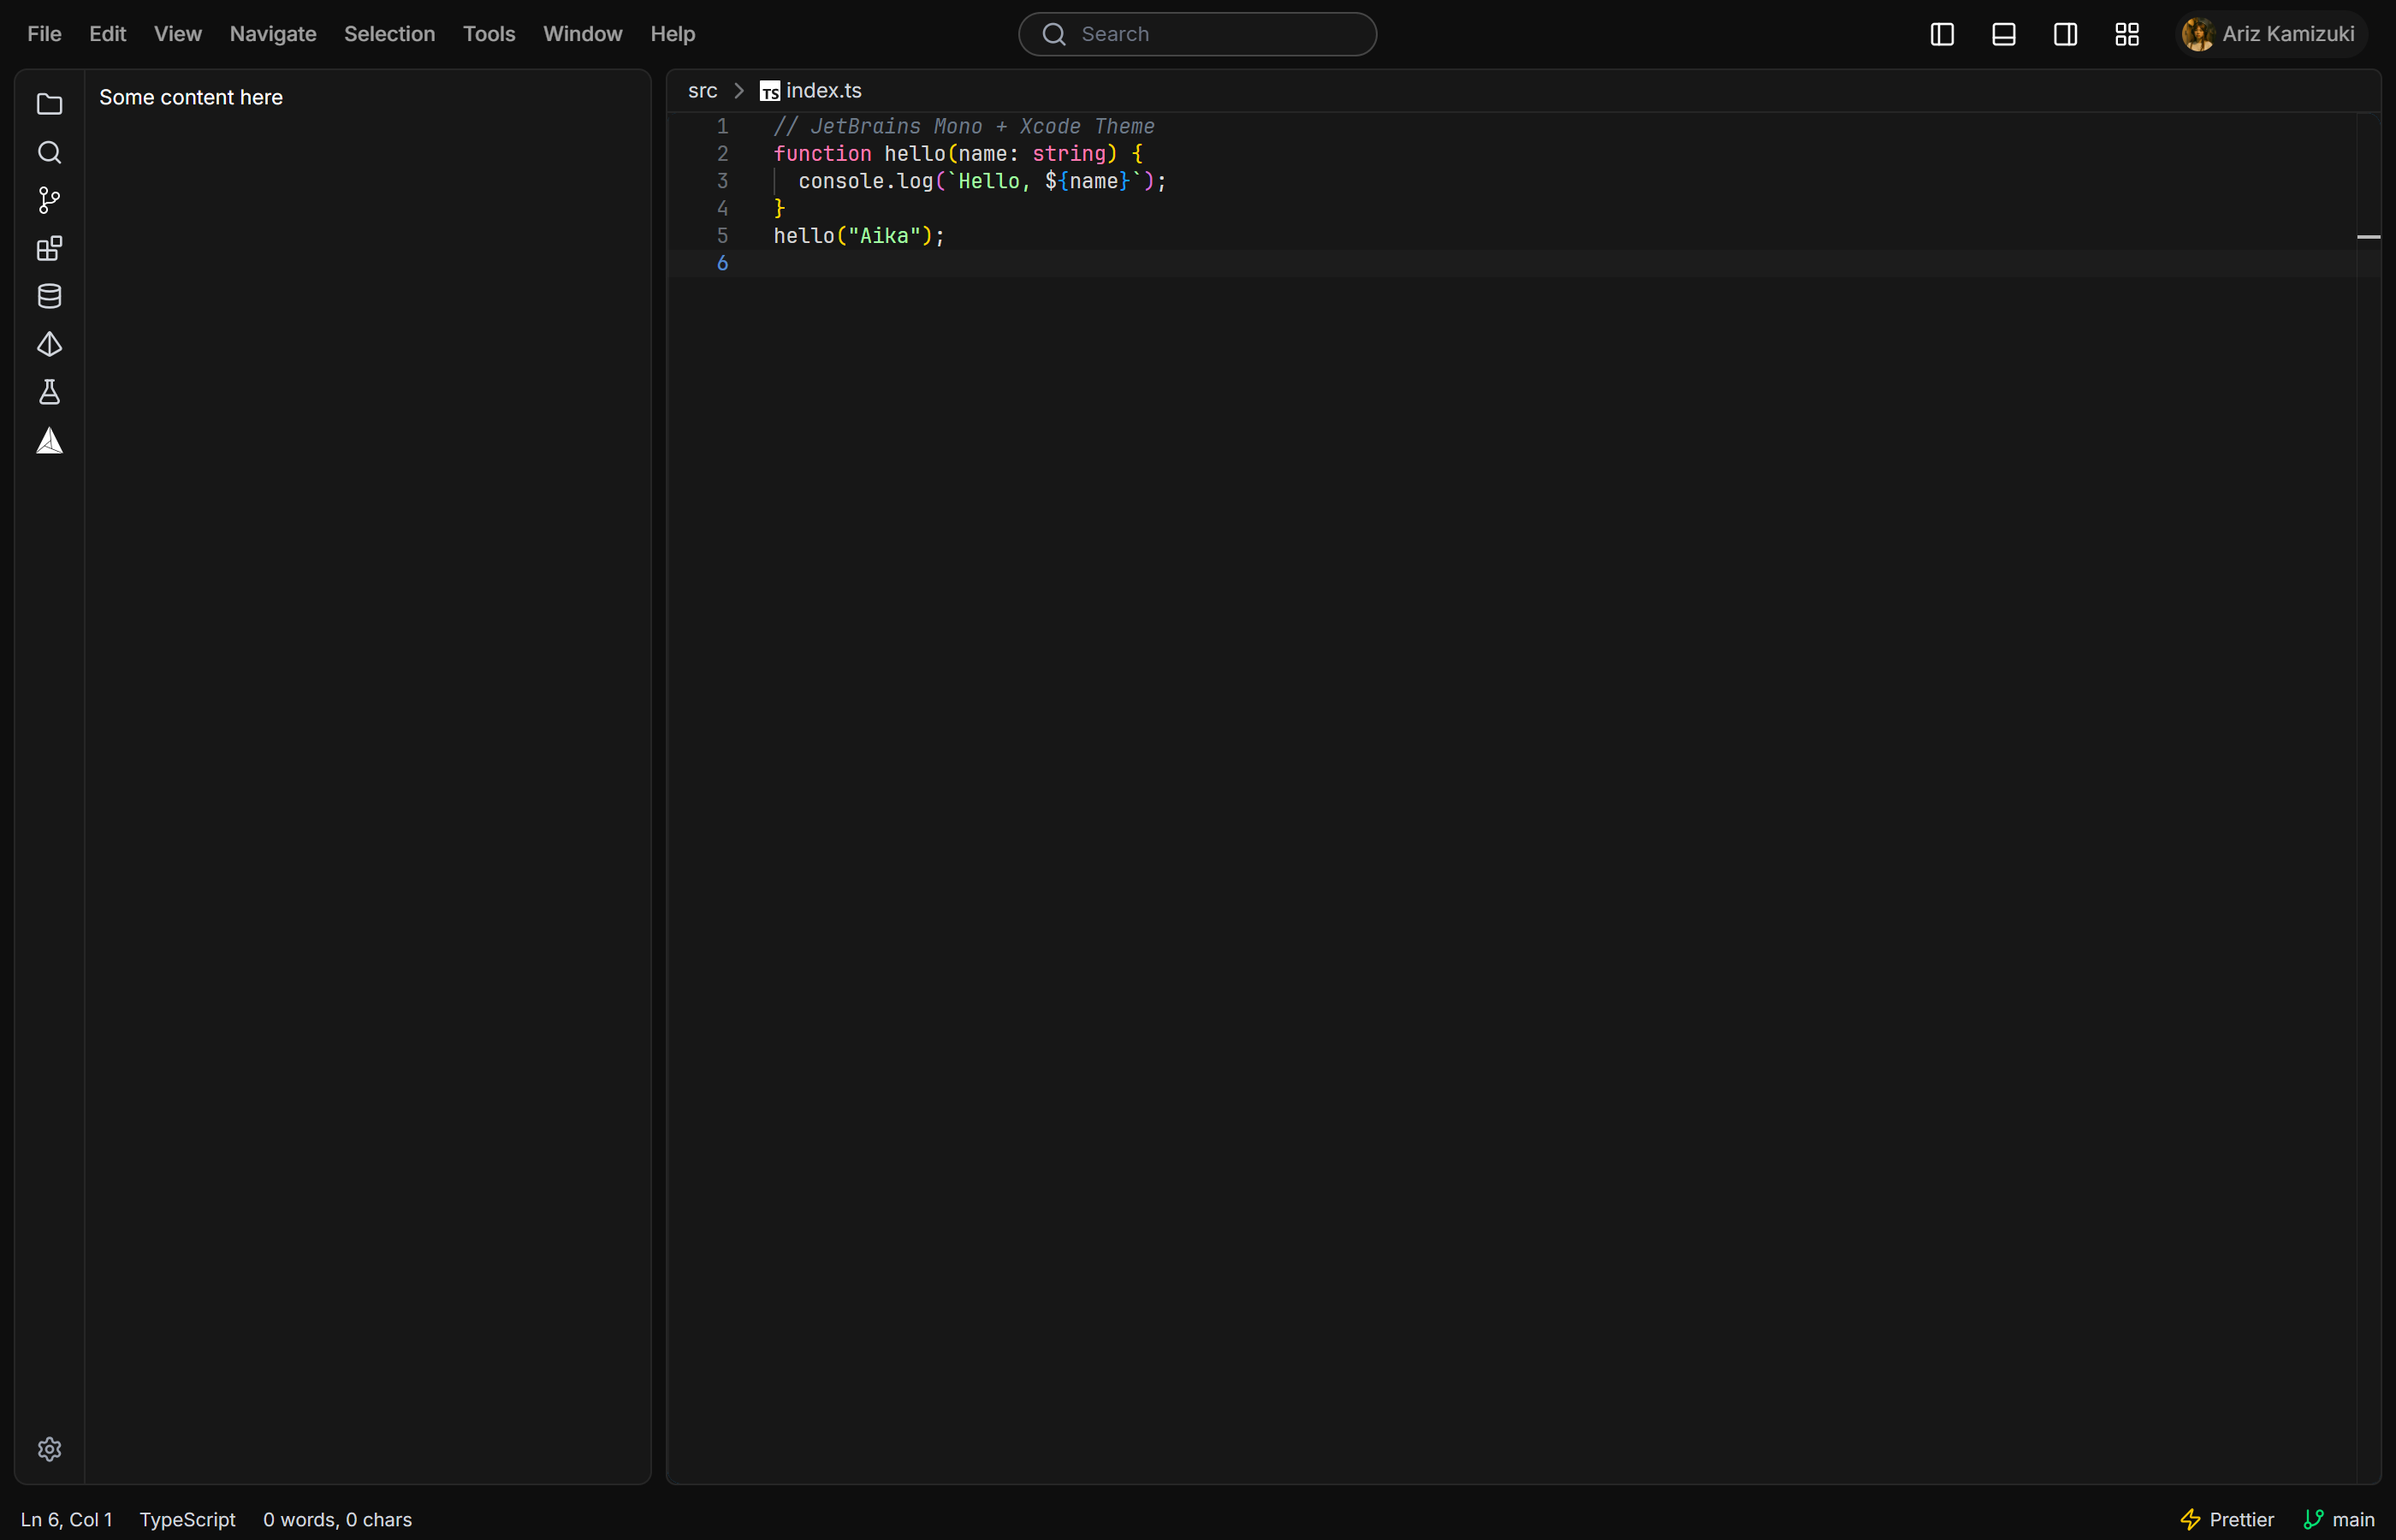 File Edit View Navigate Selection Tools Window Help
Search
Ariz Kamizuki
Some content here
src
TS index.ts
1 // JetBrains Mono + Xcode Theme
2 function hello(name: string) {
3 console.log(`Hello, ${name}`);
4 }
5 hello("Aika");
6
Ln 6, Col 1 TypeScript 0 words, 0 chars
Prettier main